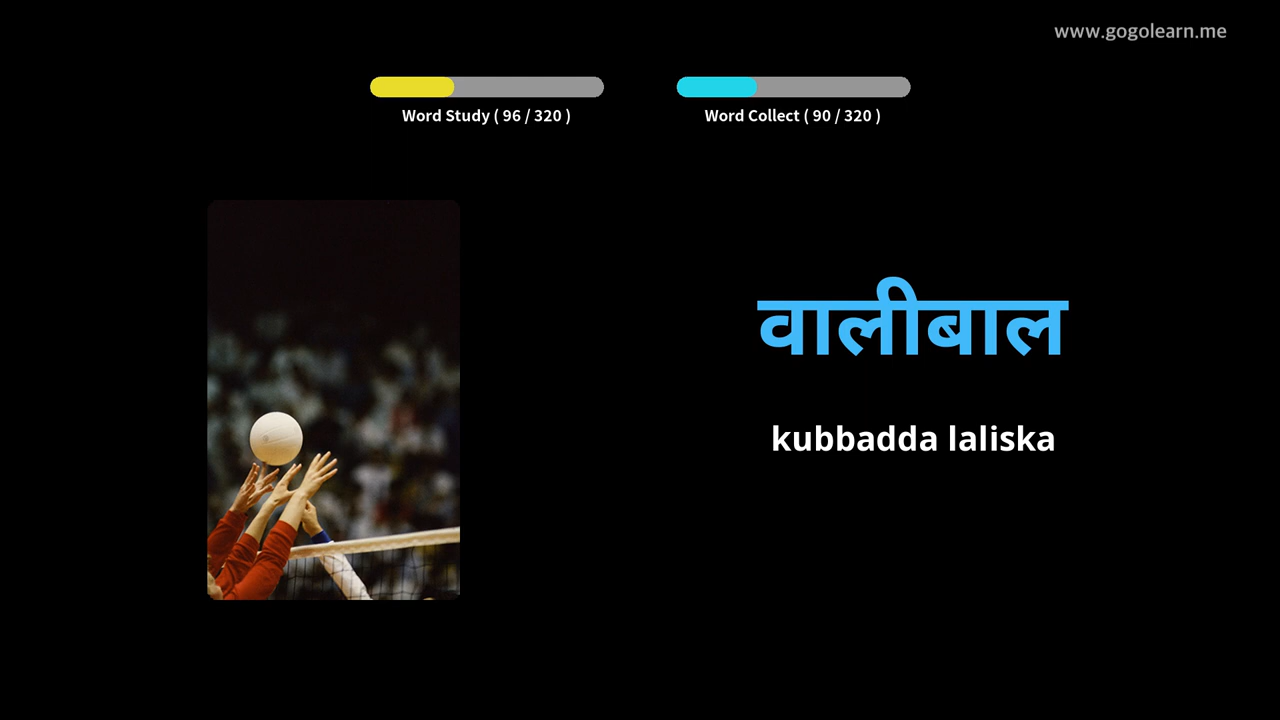 www.gogolearn.me
Word Study ( 96 / 320 )
Word Collect ( 90 / 320 )
वालीबाल
kubbadda laliska